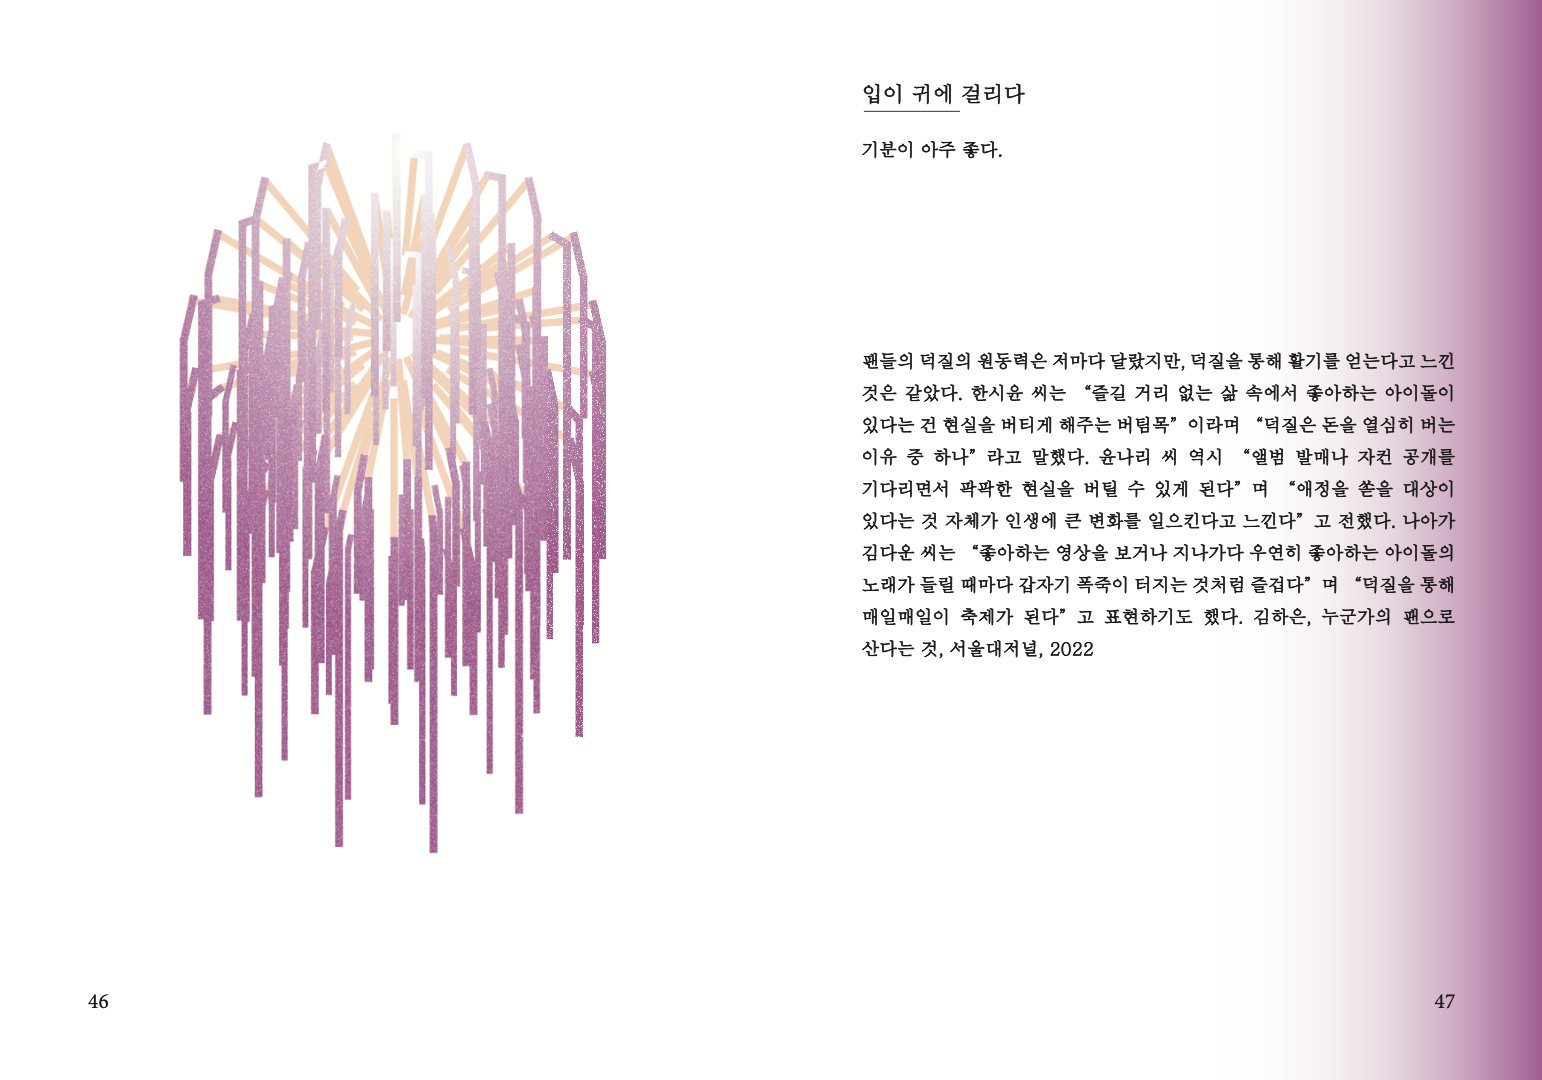 입이 귀에 걸리다
기분이 아주 좋다.
팬들의 덕질의 원동력은 저마다 달랐지만, 덕질을 통해 활기를 얻는다고 느낀
것은 같았다. 한시윤 씨는 “즐길 거리 없는 삶 속에서 좋아하는 아이돌이
있다는 건 현실을 버티게 해주는 버팀목” 이라며 “덕질은 돈을 열심히 버는
이유 중 하나” 라고 말했다. 윤나리 씨 역시 “앨범 발매나 자컨 공개를
기다리면서 팍팍한 현실을 버틸 수 있게 된다” 며 “애정을 쏟을 대상이
있다는 것 자체가 인생에 큰 변화를 일으킨다고 느낀다” 고 전했다. 나아가
김다운 씨는 “좋아하는 영상을 보거나 지나가다 우연히 좋아하는 아이돌의
노래가 들릴 때마다 갑자기 폭죽이 터지는 것처럼 즐겁다” 며 “덕질을 통해
매일매일이 축제가 된다” 고 표현하기도 했다. 김하은, 누군가의 팬으로
산다는 것, 서울대저널, 2022
46
47